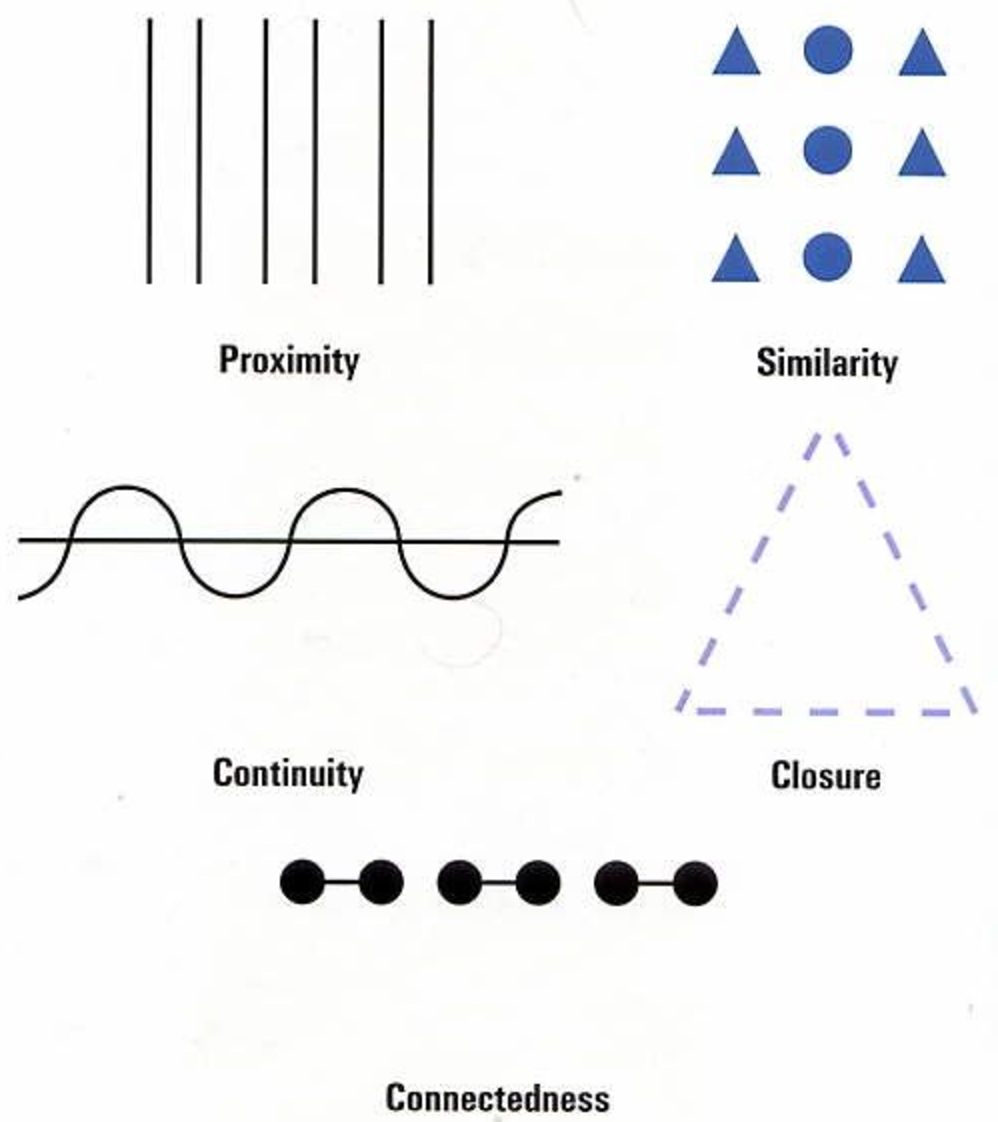 Proximity
Similarity
Continuity
Closure
Connectedness